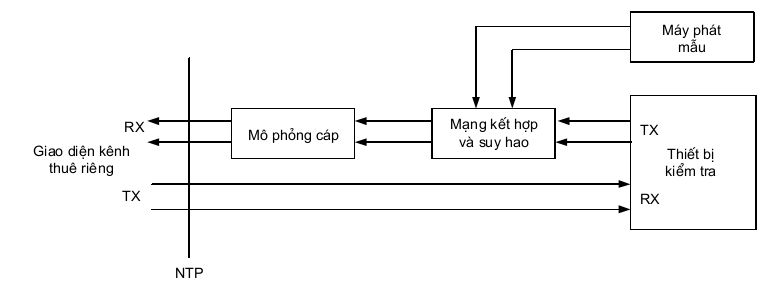 Máy phát
mẫu
RX
Mô phỏng cáp
Mạng kết hợp
và suy hao
TX
Giao diện kênh
thuê riêng
Thiết bị
kiểm tra
TX
RX
NTP